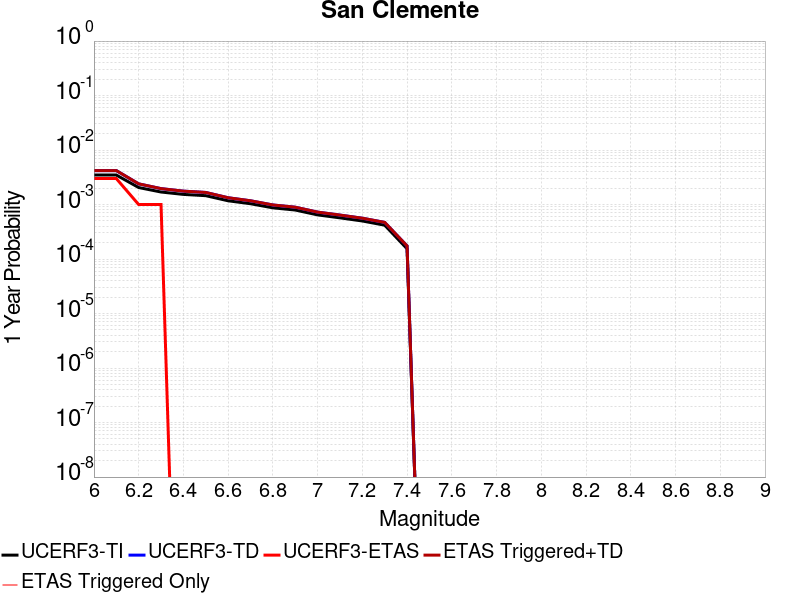 San Clemente
1 Year Probability
10^0
10^-1
10^-2
10^-3
10^-4
10^-5
10^-6
10^-7
10^-8
6 6.2 6.4 6.6 6.8 7 7.2 7.4 7.6 7.8 8 8.2 8.4 8.6 8.8 9
Magnitude
UCERF3-TI UCERF3-TD UCERF3-ETAS ETAS Triggered+TD
ETAS Triggered Only